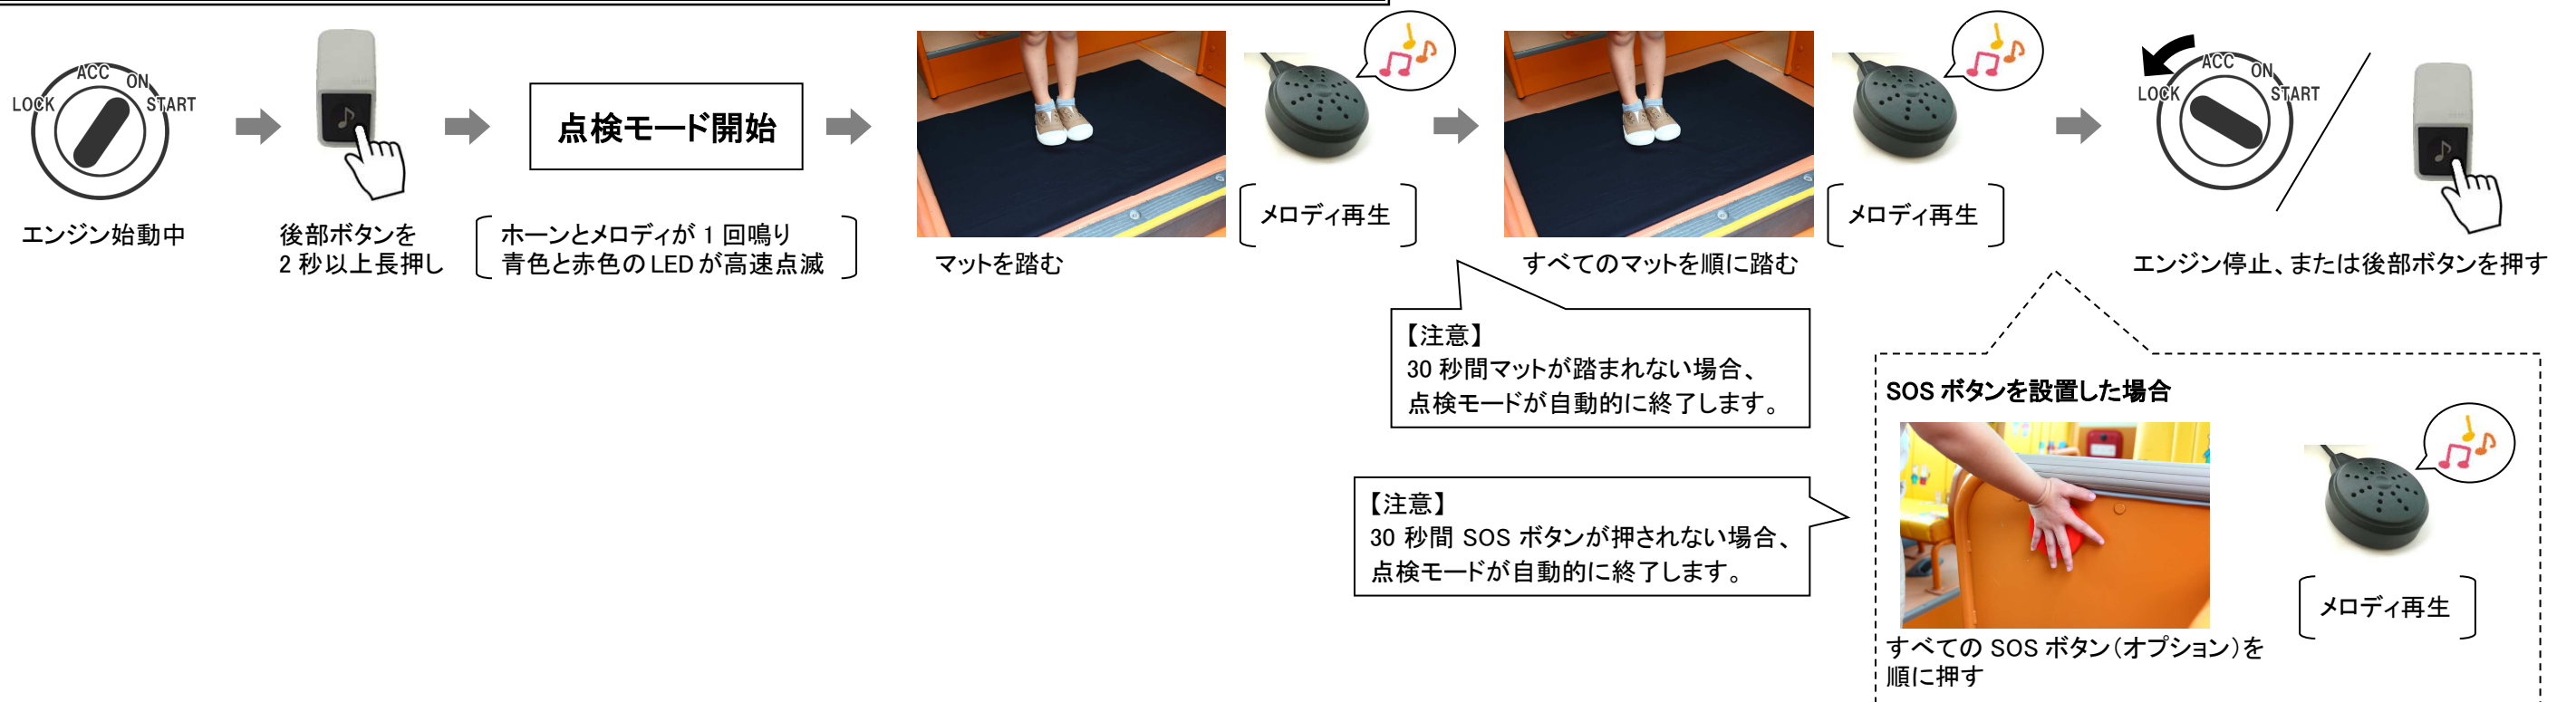 LOCK
ACC
ON
START
エンジン始動中
後部ボタンを
2 秒以上長押し
点検モード開始
ホーンとメロディが 1 回鳴り
青色と赤色の LED が高速点滅
マットを踏む
メロディ再生
【注意】
30 秒間マットが踏まれない場合、
点検モードが自動的に終了します。
すべてのマットを順に踏む
メロディ再生
LOCK
ACC
ON
START
エンジン停止、または後部ボタンを押す
SOS ボタンを設置した場合
【注意】
30 秒間 SOS ボタンが押されない場合、
点検モードが自動的に終了します。
メロディ再生
すべての SOS ボタン（オプション）を
順に押す